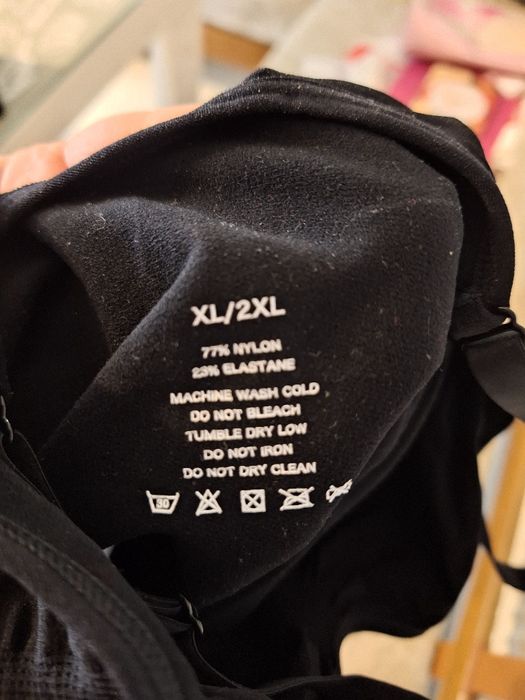 XL/2XL
77% NYLON
23% ELASTANE
MACHINE WASH COLD
DO NOT BLEACH
TUMBLE DRY LOW
DO NOT IRON
DO NOT DRY CLEAN
30